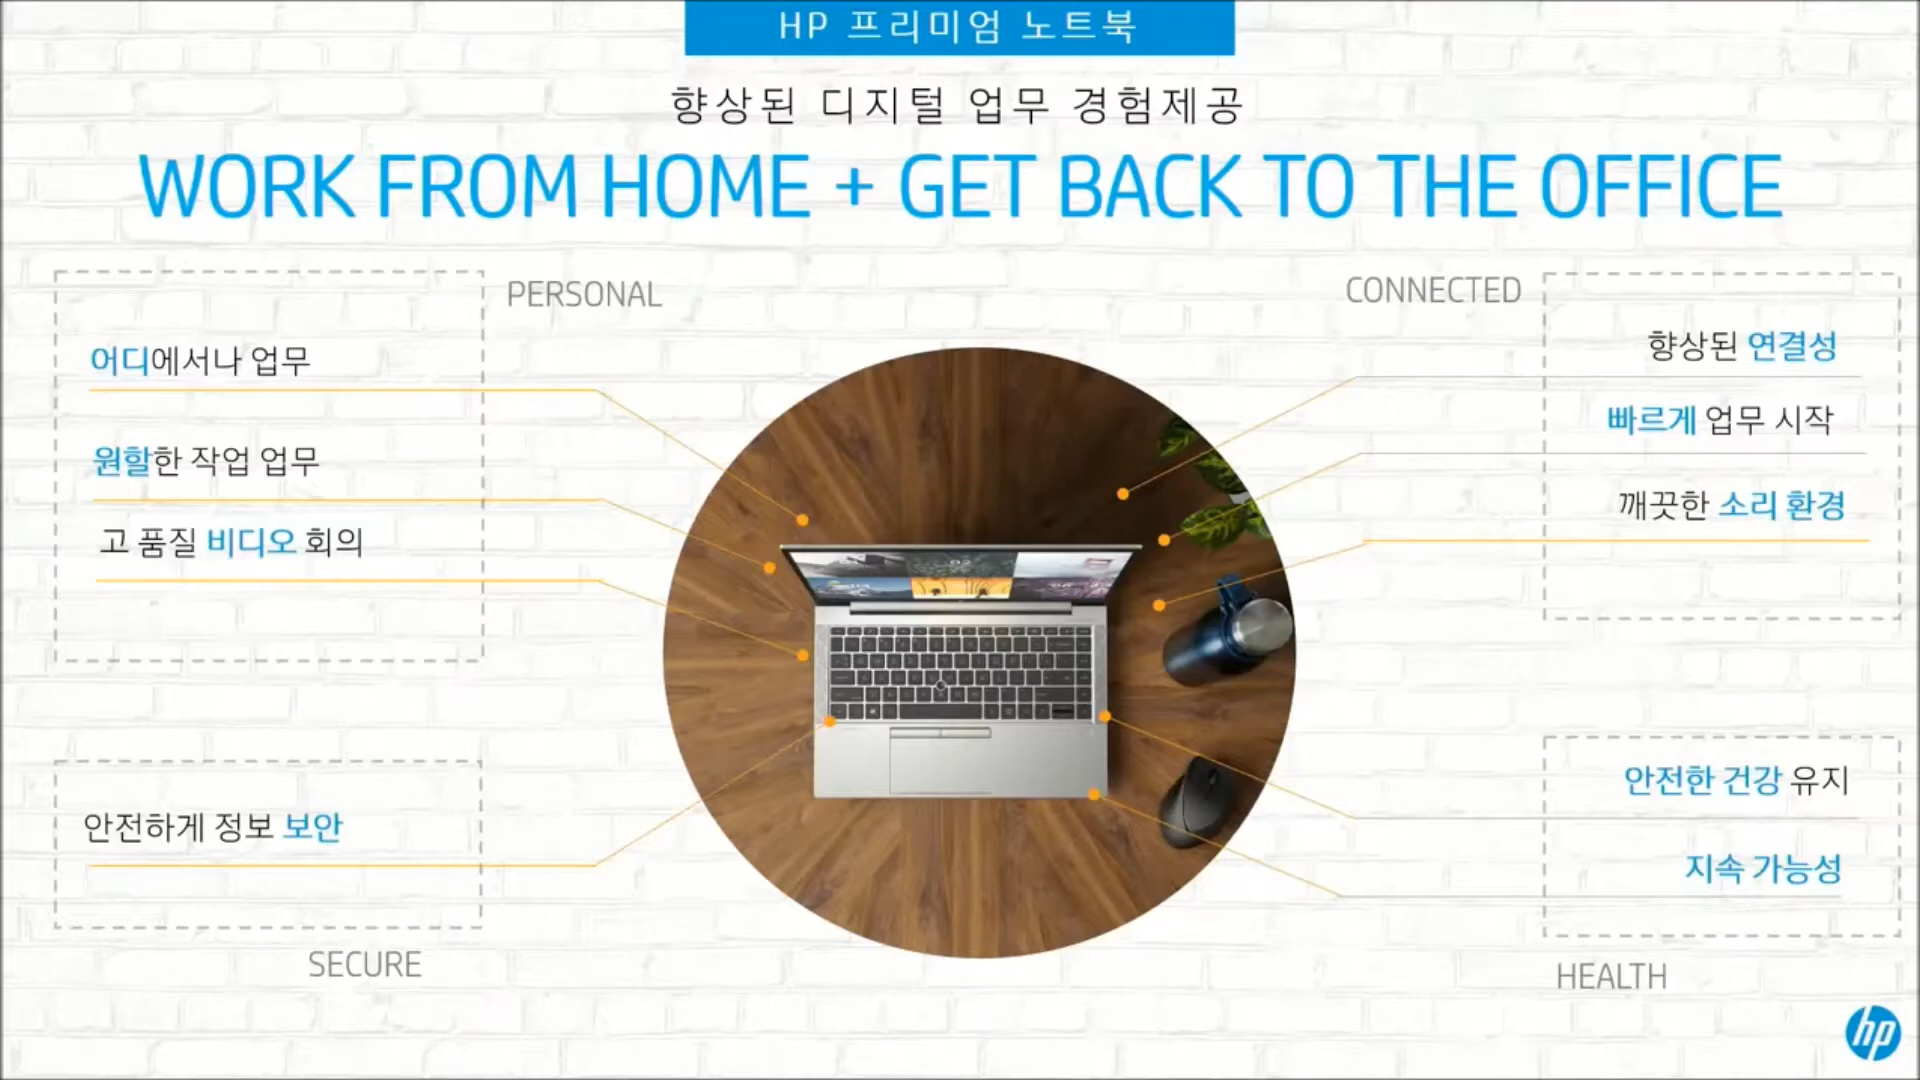 HP 프리미엄 노트북
향상된 디지털 업무 경험제공
WORK FROM HOME + GET BACK TO THE OFFICE
PERSONAL
어디에서나 업무
원할한 작업 업무
고 품질 비디오 회의
CONNECTED
향상된 연결성
빠르게 업무 시작
깨끗한 소리 환경
안전하게 정보 보안
SECURE
안전한 건강 유지
지속 가능성
HEALTH
hp